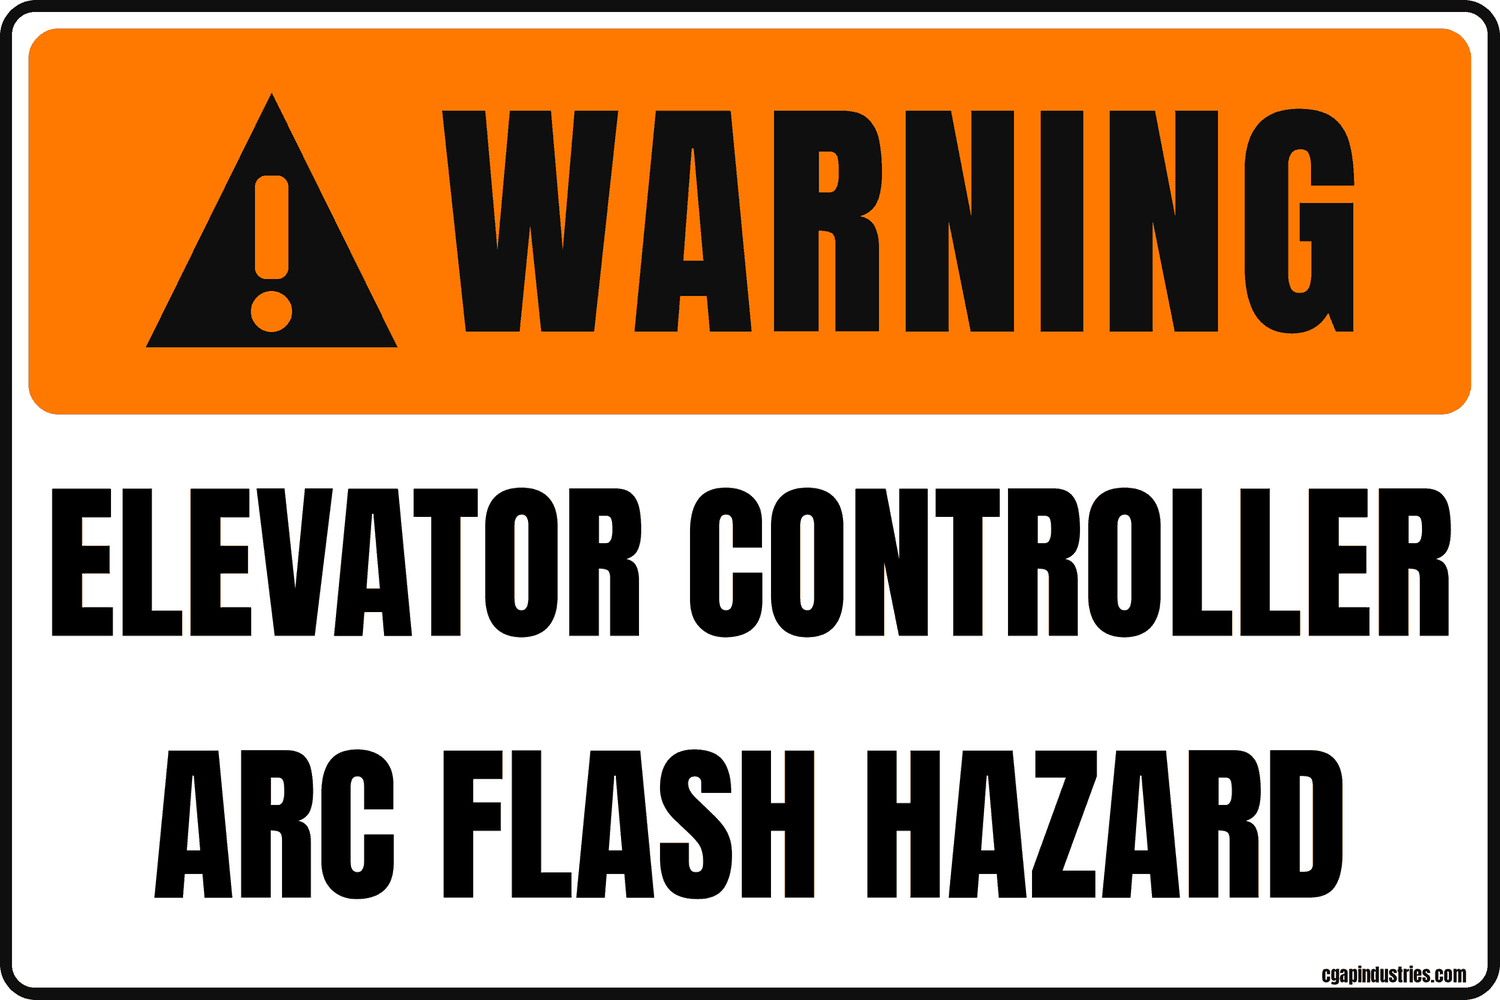 WARNING
ELEVATOR CONTROLLER
ARC FLASH HAZARD
cgapindustries.com